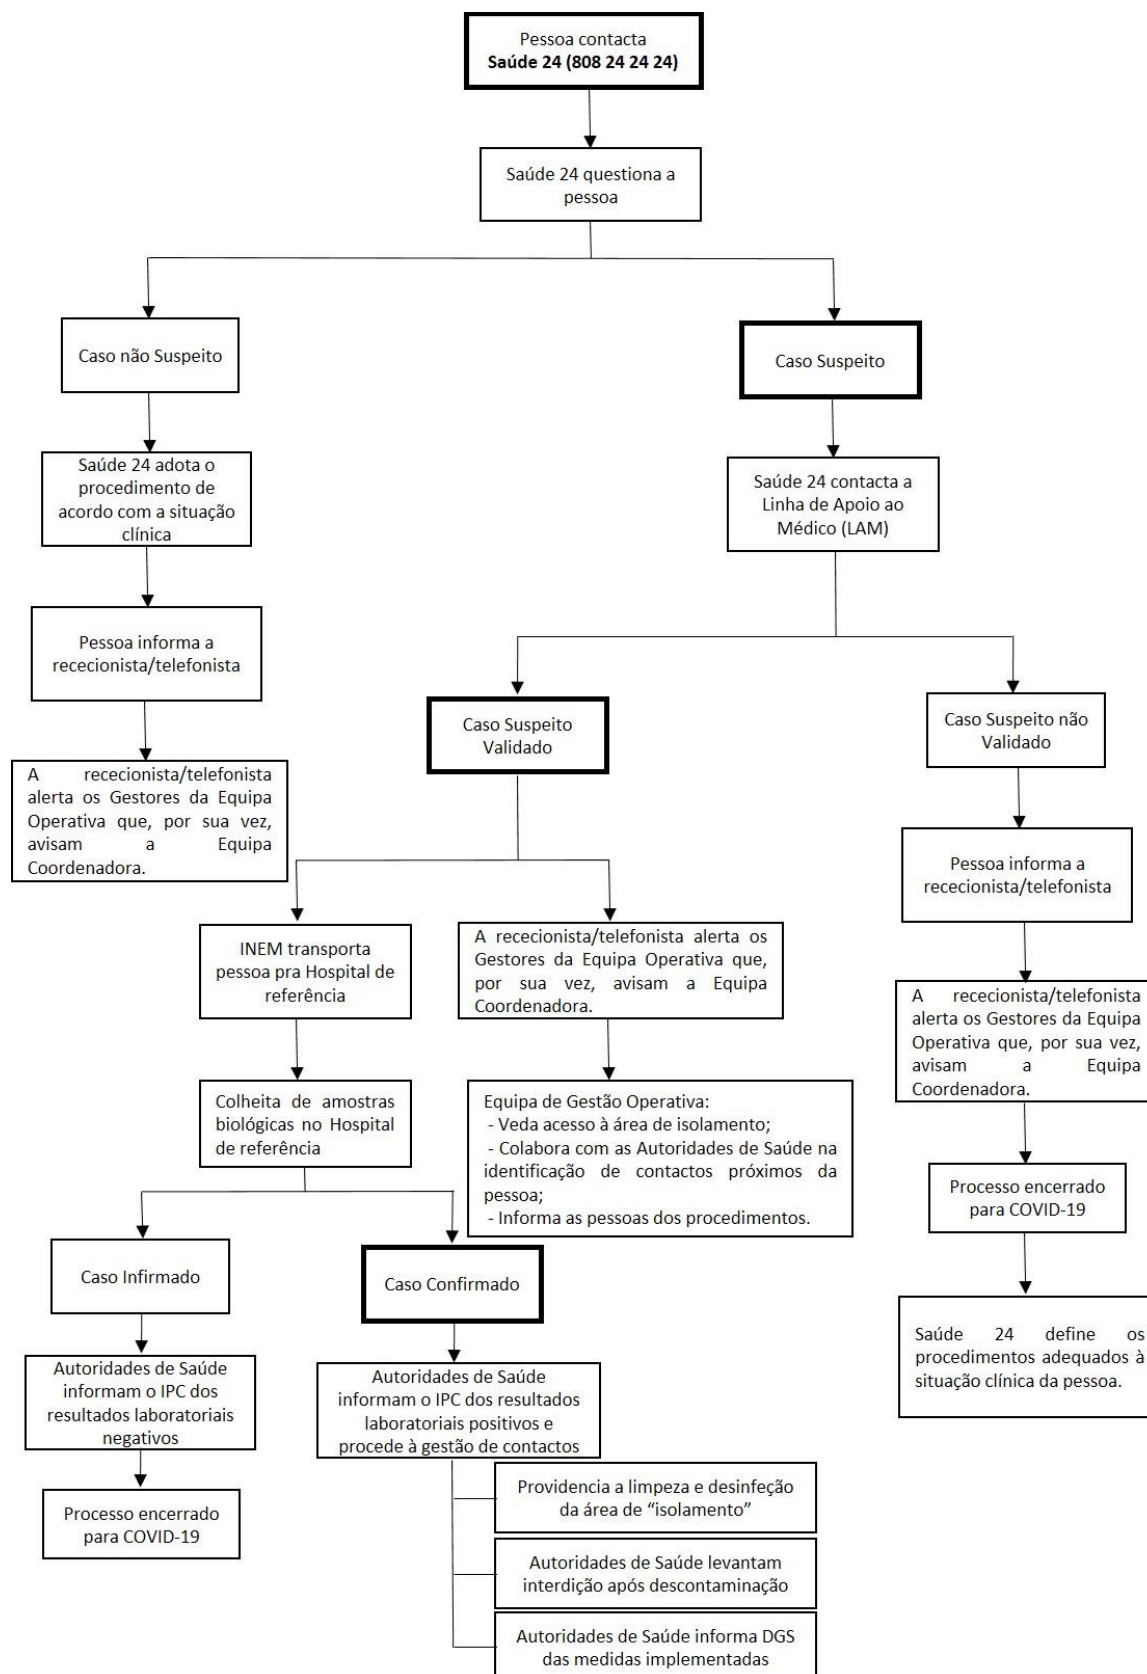 Pessoa contacta
Saúde 24 (808 24 24 24)
Saúde 24 questiona a
pessoa
Caso não Suspeito
Caso Suspeito
Saúde 24 adota o
procedimento de
acordo com a situação
clínica
Saúde 24 contacta a
Linha de Apoio ao
Médico (LAM)
Pessoa informa a
rececionista/telefonista
Caso Suspeito
Validado
Caso Suspeito não
Validado
A rececionista/telefonista
alerta os Gestores da Equipa
Operativa que, por sua vez,
avisam a Equipa
Coordenadora.
Pessoa informa a
rececionista/telefonista
INEM transporta
pessoa pra Hospital de
referência
A rececionista/telefonista alerta os
Gestores da Equipa Operativa que,
por sua vez, avisam a Equipa
Coordenadora.
A rececionista/telefonista
alerta os Gestores da Equipa
Operativa que, por sua vez,
avisam a Equipa
Coordenadora.
Colheita de amostras
biológicas no Hospital
de referência
Equipa de Gestão Operativa:
- Veda acesso à área de isolamento;
- Colabora com as Autoridades de Saúde na
identificação de contactos próximos da
pessoa;
- Informa as pessoas dos procedimentos.
Processo encerrado
para COVID-19
Caso Infirmado
Caso Confirmado
Saúde 24 define os
procedimentos adequados à
situação clínica da pessoa.
Autoridades de Saúde
informam o IPC dos
resultados laboratoriais
negativos
Autoridades de Saúde
informam o IPC dos resultados
laboratoriais positivos e
procede à gestão de contactos
Processo encerrado
para COVID-19
Providencia a limpeza e desinfeção
da área de “isolamento”
Autoridades de Saúde levantam
interdição após descontaminação
Autoridades de Saúde informa DGS
das medidas implementadas